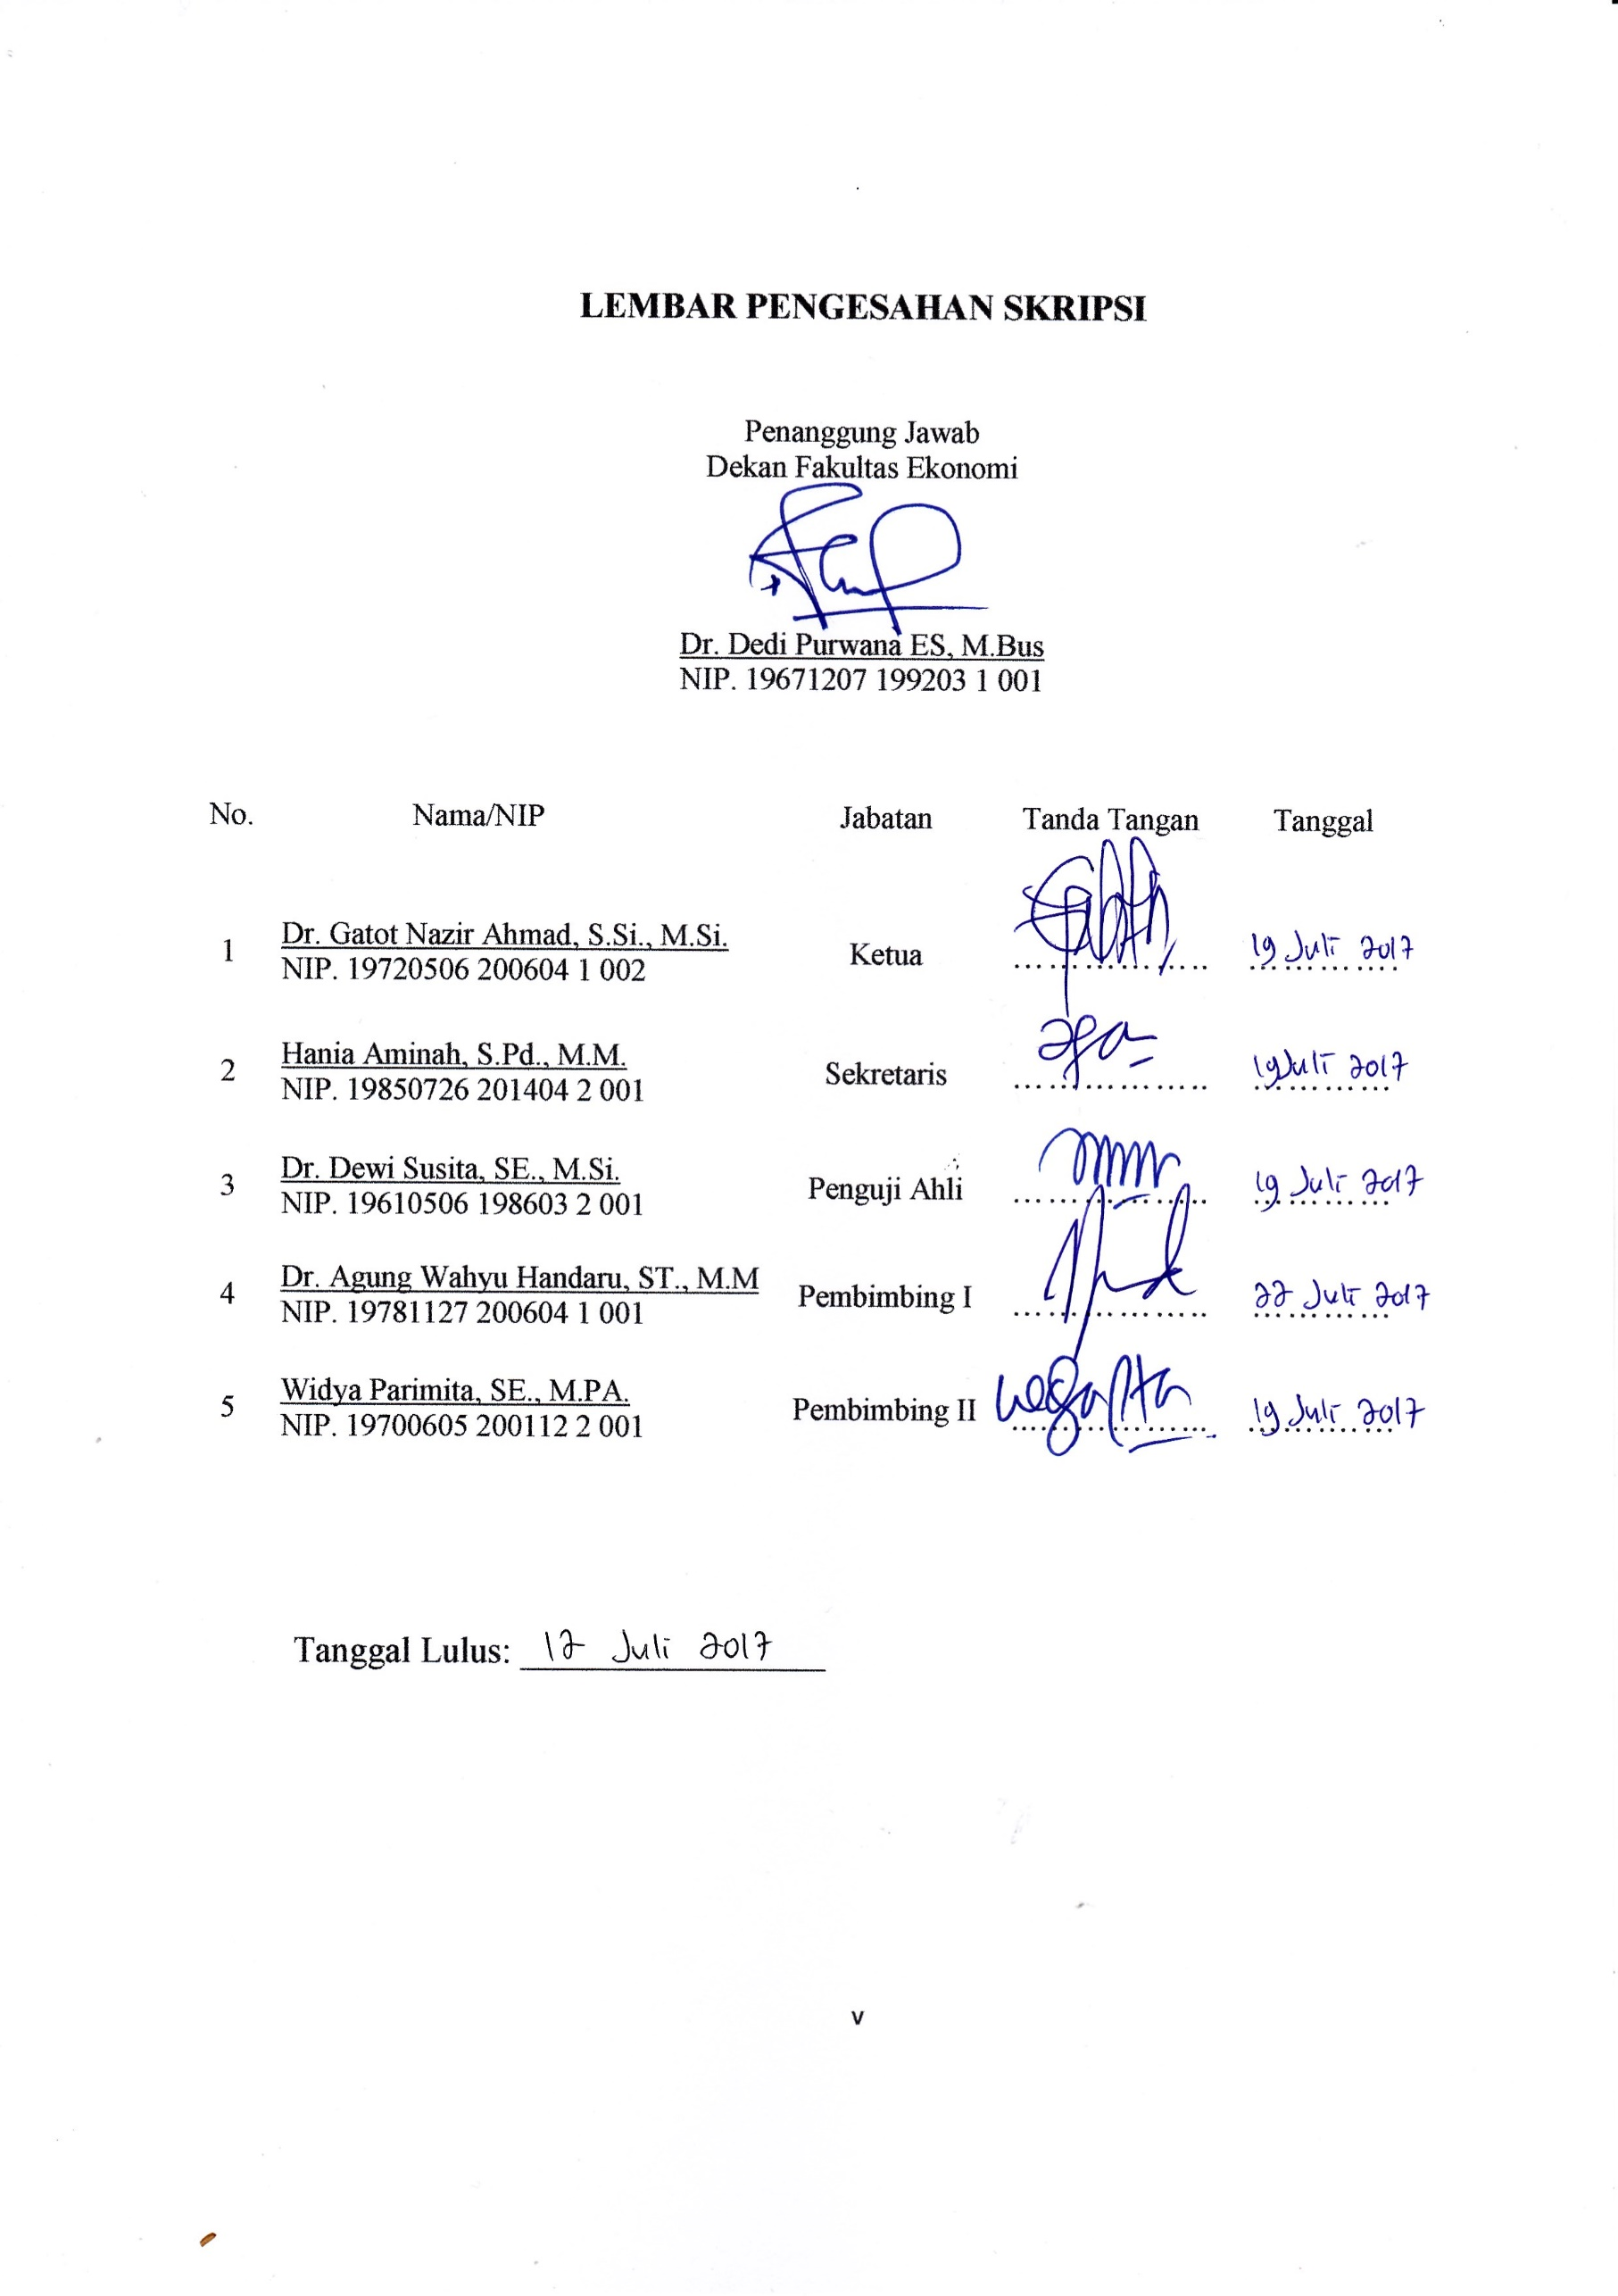 LEMBAR PENGESAHAN SKRIPSI
Penanggung Jawab
Dekan Fakultas Ekonomi
Dr. Dedi Purwana ES, M.Bus
NIP. 19671207 199203 1 001
No. Nama/NIP Jabatan Tanda Tangan Tanggal
1 Dr. Gatot Nazir Ahmad, S.Si., M.Si. Ketua 19 Juli 2017
NIP. 19720506 200604 1 002
2 Hania Aminah, S.Pd., M.M. Sekretaris 19 Juli 2017
NIP. 19850726 201404 2 001
3 Dr. Dewi Susita, SE., M.Si. Penguji Ahli 19 Juli 2017
NIP. 19610506 198603 2 001
4 Dr. Agung Wahyu Handaru, ST., M.M Pembimbing I 22 Juli 2017
NIP. 19781127 200604 1 001
5 Widya Parimita, SE., M.PA. Pembimbing II 19 Juli 2017
NIP. 19700605 200112 2 001
Tanggal Lulus: 12 Juli 2017
v